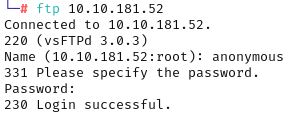 └─# ftp 10.10.181.52
Connected to 10.10.181.52.
220 (vsFTPd 3.0.3)
Name (10.10.181.52:root): anonymous
331 Please specify the password.
Password:
230 Login successful.